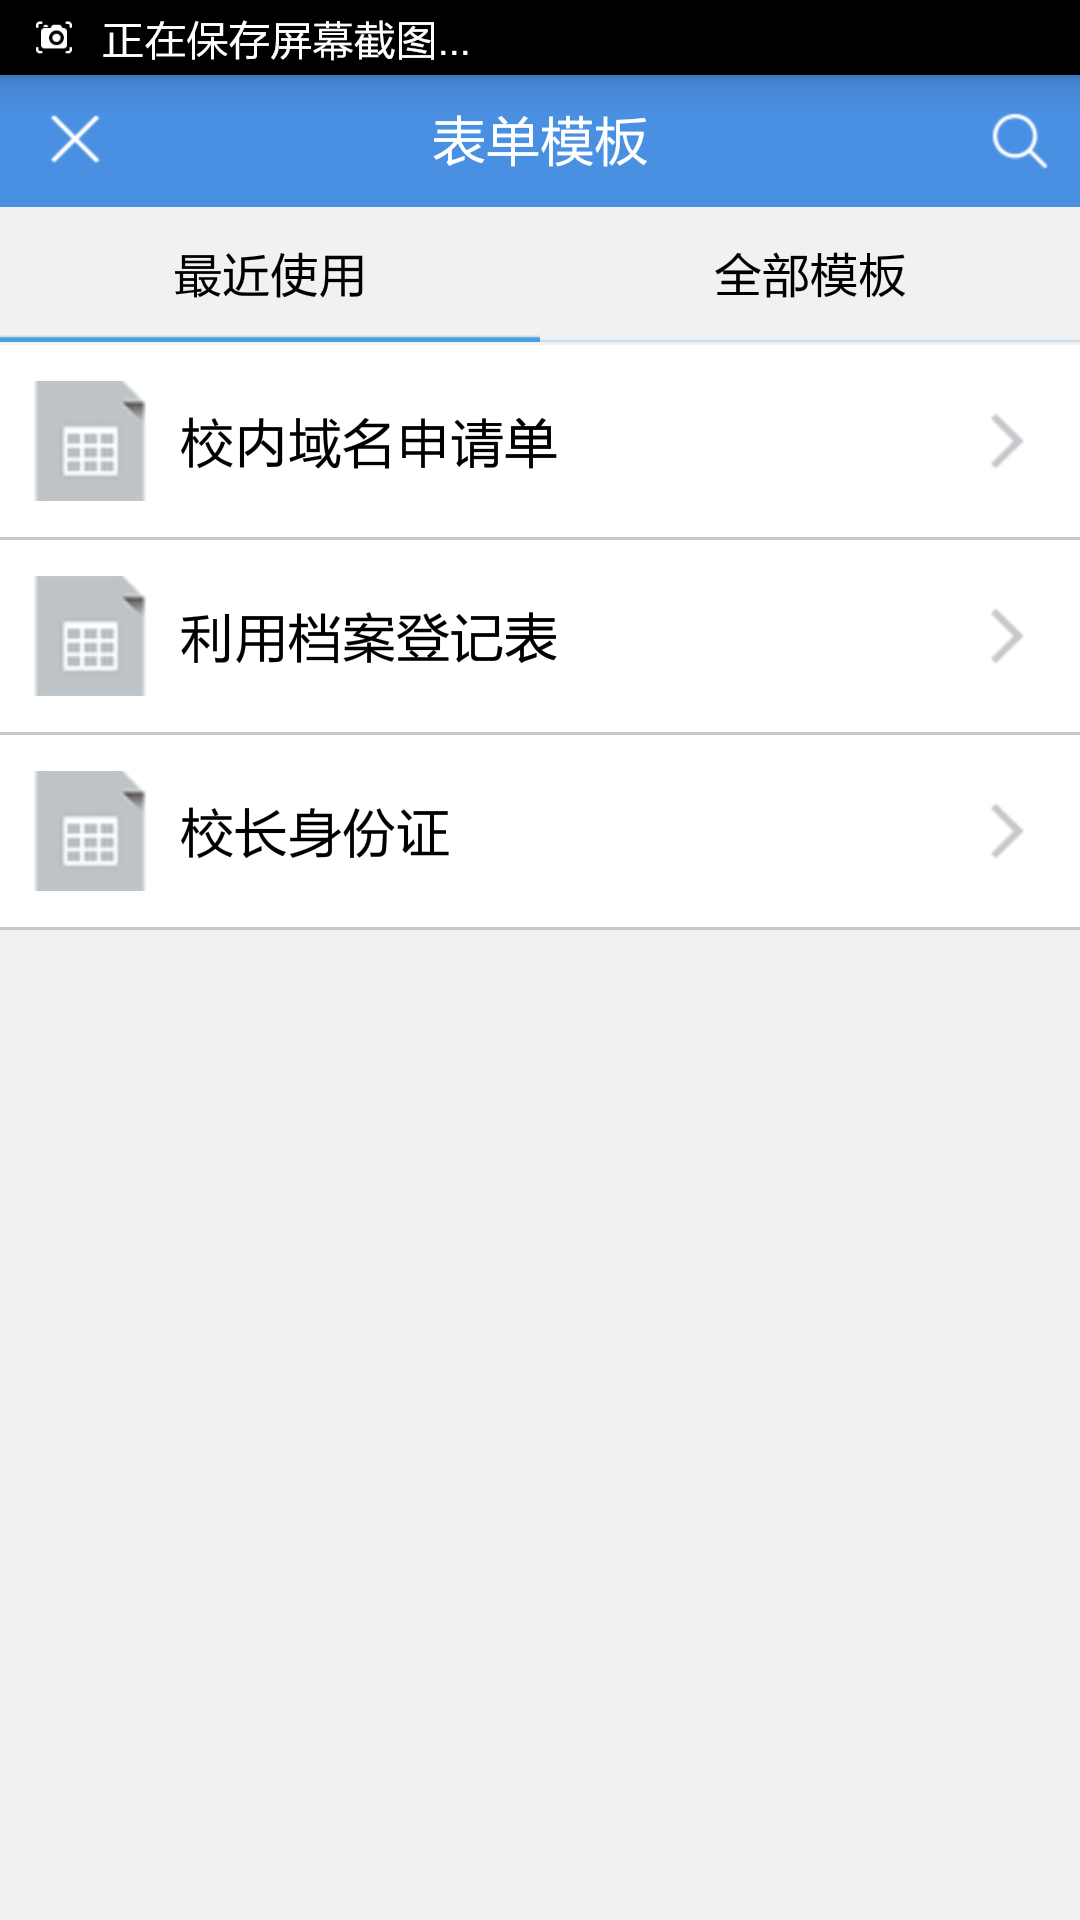 正在保存屏幕截图...
表单模板
最近使用
全部模板
校内域名申请单
利用档案登记表
校长身份证